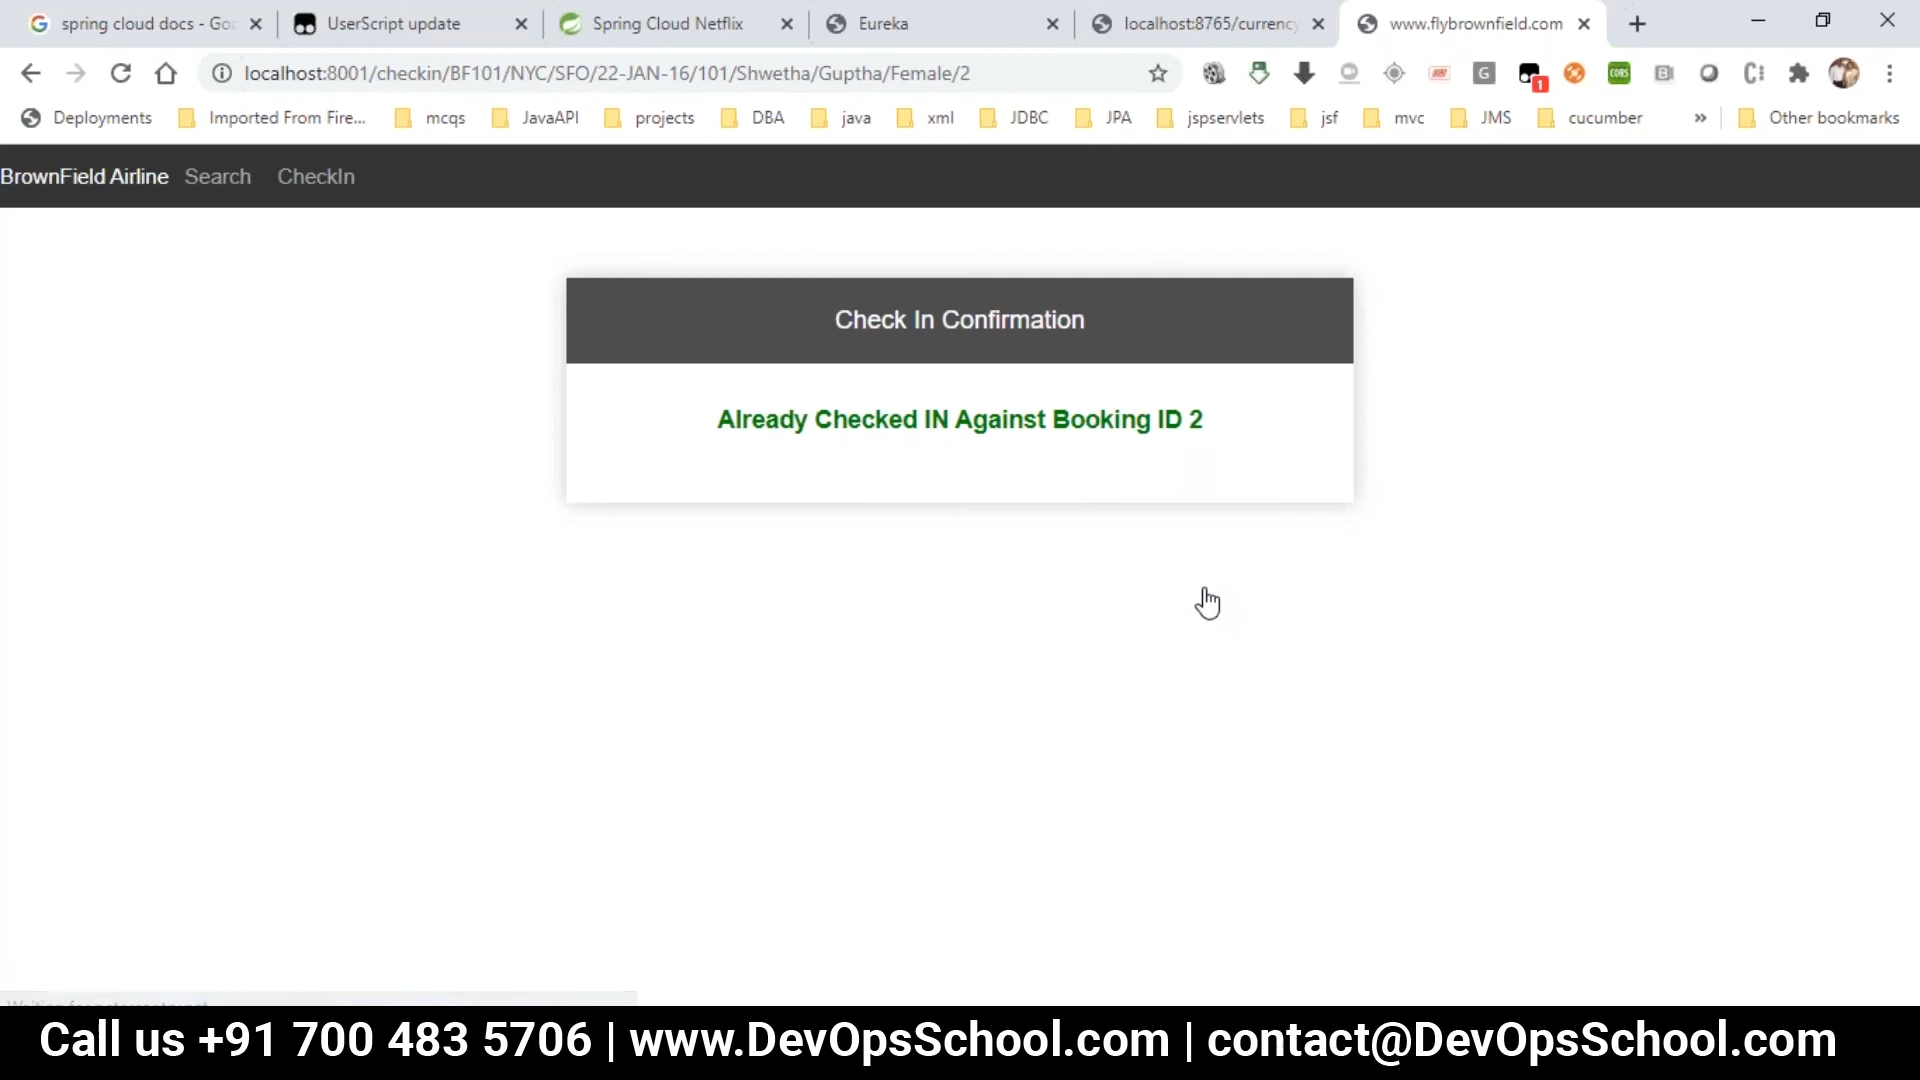 spring cloud docs - Goo
UserScript update
Spring Cloud Netflix
Eureka
localhost:8765/currency
www.flybrownfield.com
localhost:8001/checkin/BF101/NYC/SFO/22-JAN-16/101/Shwetha/Guptha/Female/2
G
1
CORS
Deployments
Imported From Fire...
mcqs
JavaAPI
projects
DBA
java
xml
JDBC
JPA
jspservlets
jsf
mvc
JMS
cucumber
»
Other bookmarks
BrownField Airline Search CheckIn
Check In Confirmation
Already Checked IN Against Booking ID 2
Call us +91 700 483 5706 | www.DevOpsSchool.com | contact@DevOpsSchool.com